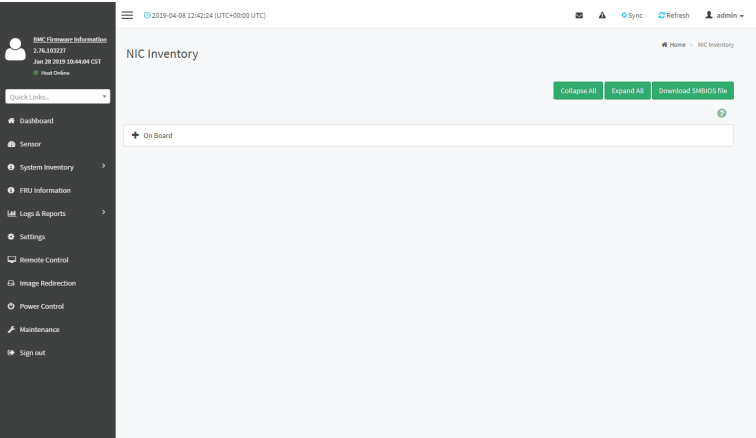 2019-04-08 12:42:24 (UTC+00:00 UTC)
Sync
Refresh
admin
BMC Firmware Information
2.76.103227
Jan 28 2019 10:44:04 CST
Host Online
Quick Links...
Dashboard
Sensor
System Inventory
FRU Information
Logs & Reports
Settings
Remote Control
Image Redirection
Power Control
Maintenance
Sign out
NIC Inventory
Home > NIC Inventory
Collapse All
Expand All
Download SMBIOS file
On Board